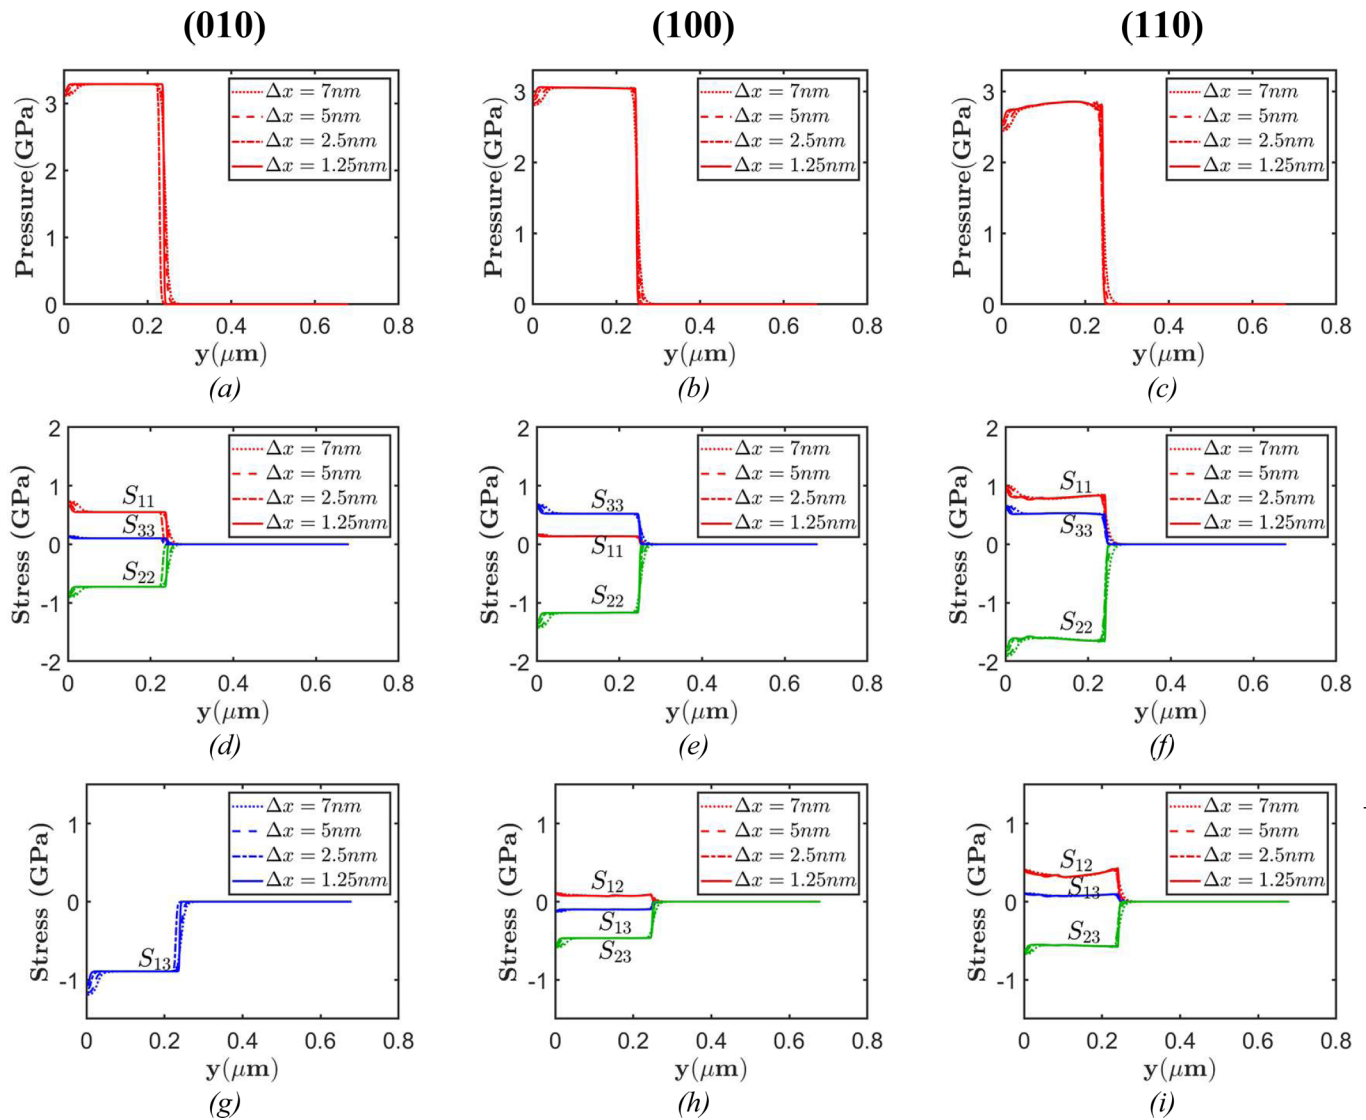 (010) (100) (110)
Pressure(GPa)
3
2
1
0
0 0.2 0.4 0.6 0.8
y(μm)
Δx = 7nm
Δx = 5nm
Δx = 2.5nm
Δx = 1.25nm
(a)
Pressure(GPa)
3
2
1
0
0 0.2 0.4 0.6 0.8
y(μm)
Δx = 7nm
Δx = 5nm
Δx = 2.5nm
Δx = 1.25nm
(b)
Pressure(GPa)
3
2
1
0
0 0.2 0.4 0.6 0.8
y(μm)
Δx = 7nm
Δx = 5nm
Δx = 2.5nm
Δx = 1.25nm
(c)
Stress (GPa)
2
1
0
-1
-2
0 0.2 0.4 0.6 0.8
y(μm)
Δx = 7nm
Δx = 5nm
Δx = 2.5nm
Δx = 1.25nm
S11
S33
S22
(d)
Stress (GPa)
2
1
0
-1
-2
0 0.2 0.4 0.6 0.8
y(μm)
Δx = 7nm
Δx = 5nm
Δx = 2.5nm
Δx = 1.25nm
S33
S11
S22
(e)
Stress (GPa)
2
1
0
-1
-2
0 0.2 0.4 0.6 0.8
y(μm)
Δx = 7nm
Δx = 5nm
Δx = 2.5nm
Δx = 1.25nm
S11
S33
S22
(f)
Stress (GPa)
1
0
-1
0 0.2 0.4 0.6 0.8
y(μm)
Δx = 7nm
Δx = 5nm
Δx = 2.5nm
Δx = 1.25nm
S13
(g)
Stress (GPa)
1
0
-1
0 0.2 0.4 0.6 0.8
y(μm)
Δx = 7nm
Δx = 5nm
Δx = 2.5nm
Δx = 1.25nm
S12
S13
S23
(h)
Stress (GPa)
1
0
-1
0 0.2 0.4 0.6 0.8
y(μm)
Δx = 7nm
Δx = 5nm
Δx = 2.5nm
Δx = 1.25nm
S12
S13
S23
(i)